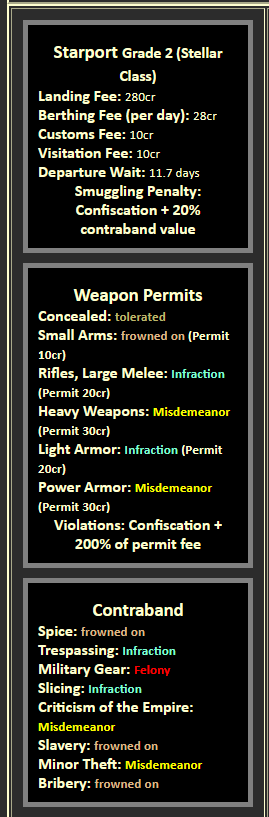 Starport Grade 2 (Stellar
Class)
Landing Fee: 280cr
Berthing Fee (per day): 28cr
Customs Fee: 10cr
Visitation Fee: 10cr
Departure Wait: 11.7 days
Smuggling Penalty:
Confiscation + 20%
contraband value
Weapon Permits
Concealed: tolerated
Small Arms: frowned on (Permit
10cr)
Rifles, Large Melee: Infraction
(Permit 20cr)
Heavy Weapons: Misdemeanor
(Permit 30cr)
Light Armor: Infraction (Permit
20cr)
Power Armor: Misdemeanor
(Permit 30cr)
Violations: Confiscation +
200% of permit fee
Contraband
Spice: frowned on
Trespassing: Infraction
Military Gear: Felony
Slicing: Infraction
Criticism of the Empire:
Misdemeanor
Slavery: frowned on
Minor Theft: Misdemeanor
Bribery: frowned on